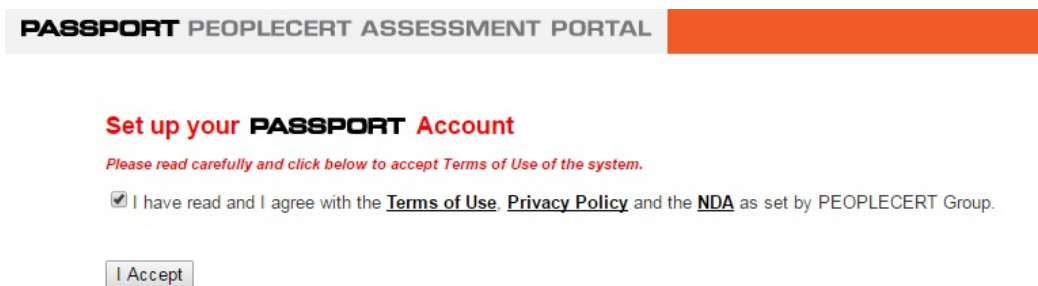 PASSPORT PEOPLECERT ASSESSMENT PORTAL
Set up your PASSPORT Account
Please read carefully and click below to accept Terms of Use of the system.
I have read and I agree with the Terms of Use, Privacy Policy and the NDA as set by PEOPLECERT Group.
I Accept